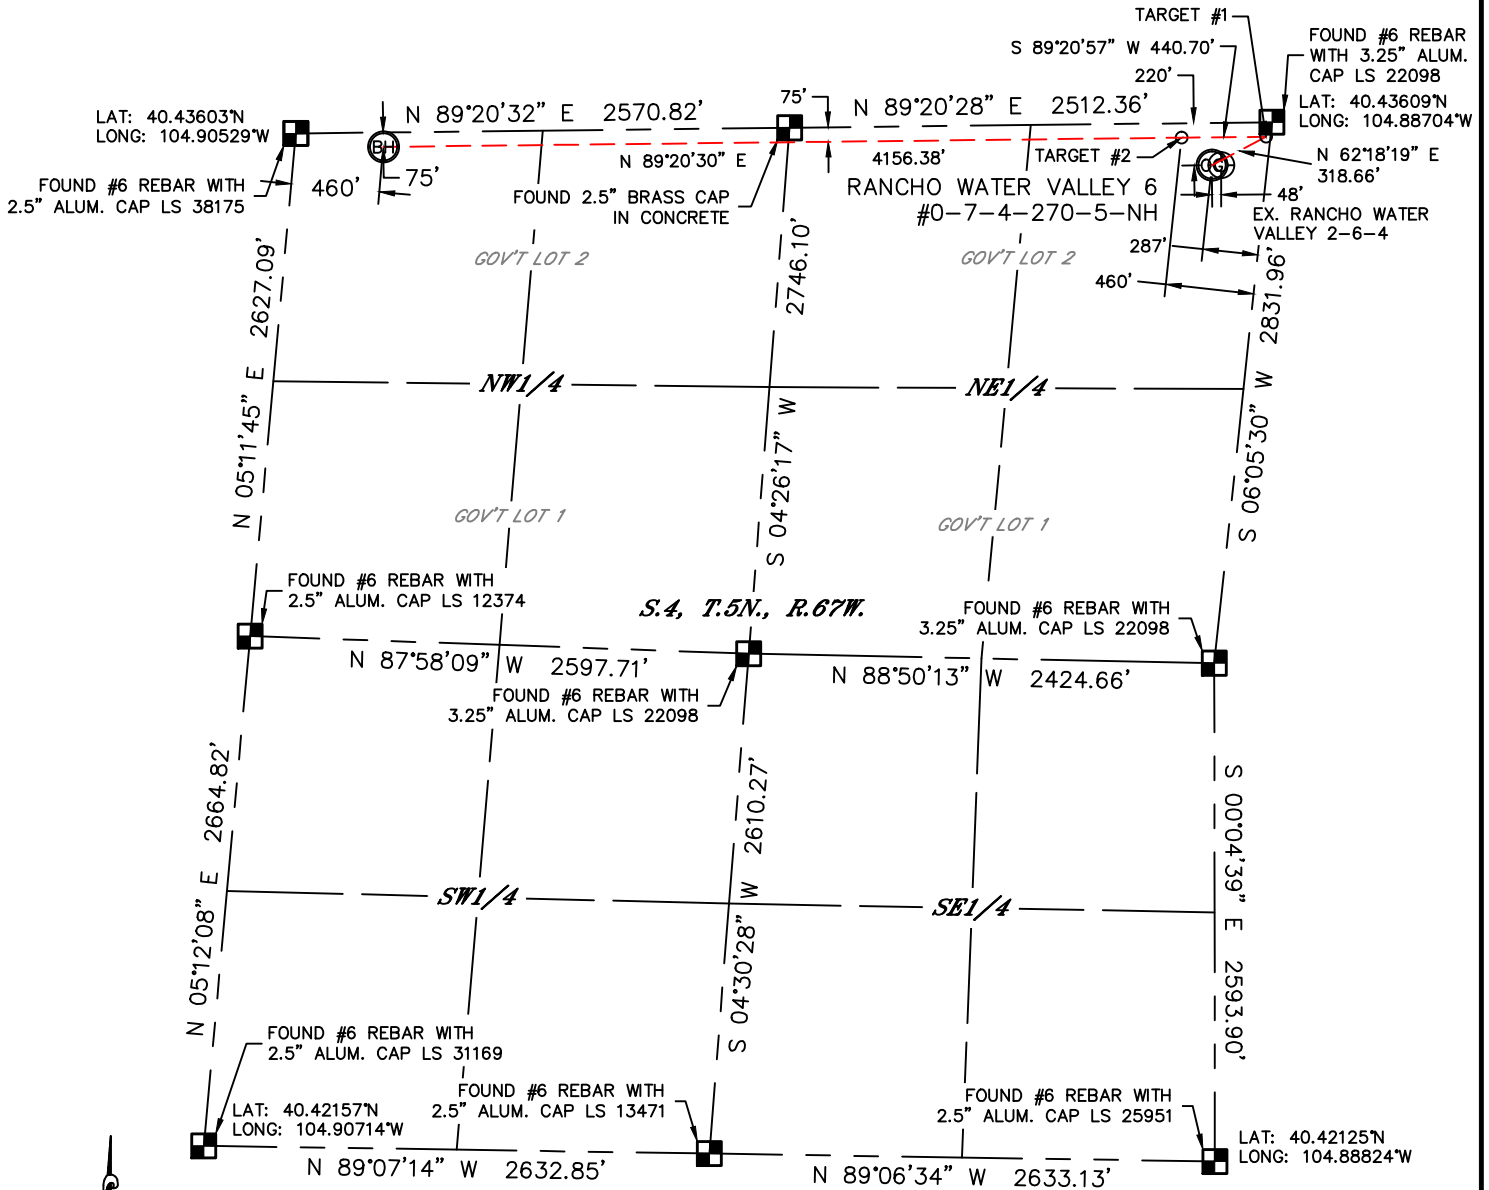 TARGET #1
S 89°20'57" W 440.70'
220'
FOUND #6 REBAR
WITH 3.25" ALUM.
CAP LS 22098
LAT: 40.43609°N
LONG: 104.88704°W
LAT: 40.43603°N
LONG: 104.90529°W
N 89°20'32" E 2570.82'
75'
N 89°20'28" E 2512.36'
BH
N 89°20'30" E
4156.38'
TARGET #2
N 62°18'19" E
318.66'
FOUND #6 REBAR WITH
2.5" ALUM. CAP LS 38175
460'
75'
FOUND 2.5" BRASS CAP
IN CONCRETE
RANCHO WATER VALLEY 6
#0-7-4-270-5-NH
48'
EX. RANCHO WATER
VALLEY 2-6-4
287'
460'
GOV'T LOT 2
GOV'T LOT 2
N 05°11'45" E 2627.09'
2746.10'
S 04°26'17" W
2831.96'
S 06°05'30" W
NW1/4
NE1/4
GOV'T LOT 1
GOV'T LOT 1
FOUND #6 REBAR WITH
2.5" ALUM. CAP LS 12374
S.4, T.5N., R.67W.
FOUND #6 REBAR WITH
3.25" ALUM. CAP LS 22098
N 87°58'09" W 2597.71'
N 88°50'13" W 2424.66'
FOUND #6 REBAR WITH
3.25" ALUM. CAP LS 22098
N 05°12'08" E 2664.82'
S 04°30'28" W 2610.27'
S 00°04'39" E 2593.90'
SW1/4
SE1/4
FOUND #6 REBAR WITH
2.5" ALUM. CAP LS 31169
LAT: 40.42157°N
LONG: 104.90714°W
FOUND #6 REBAR WITH
2.5" ALUM. CAP LS 13471
FOUND #6 REBAR WITH
2.5" ALUM. CAP LS 25951
LAT: 40.42125°N
LONG: 104.88824°W
N 89°07'14" W 2632.85'
N 89°06'34" W 2633.13'